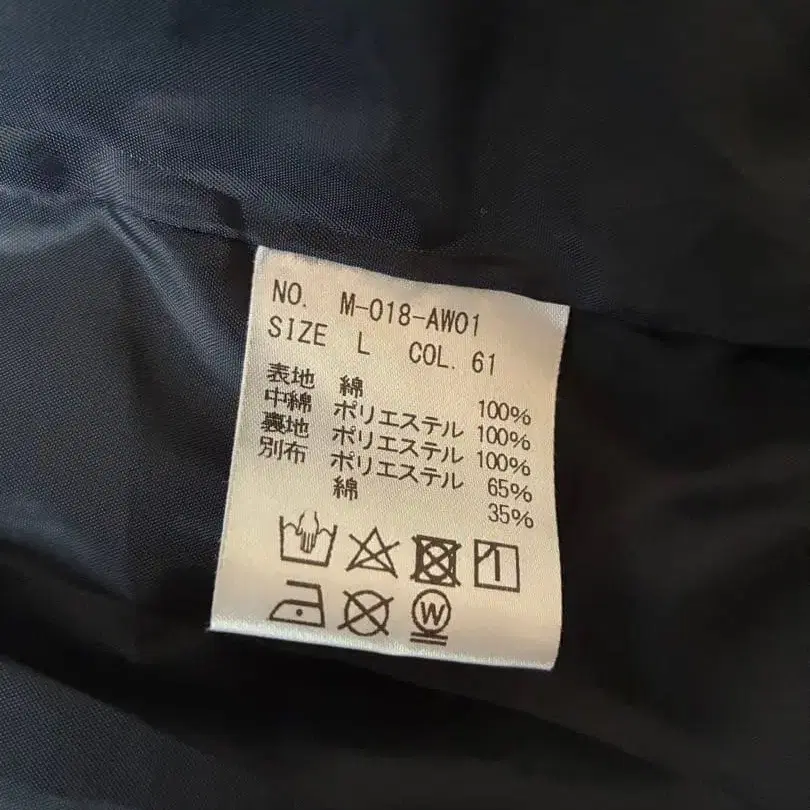 NO. M-018-AW01
SIZE L COL. 61
表地 綿 100%
中綿 ポリエステル 100%
裏地 ポリエステル 100%
別布 ポリエステル 65%
綿 35%
W